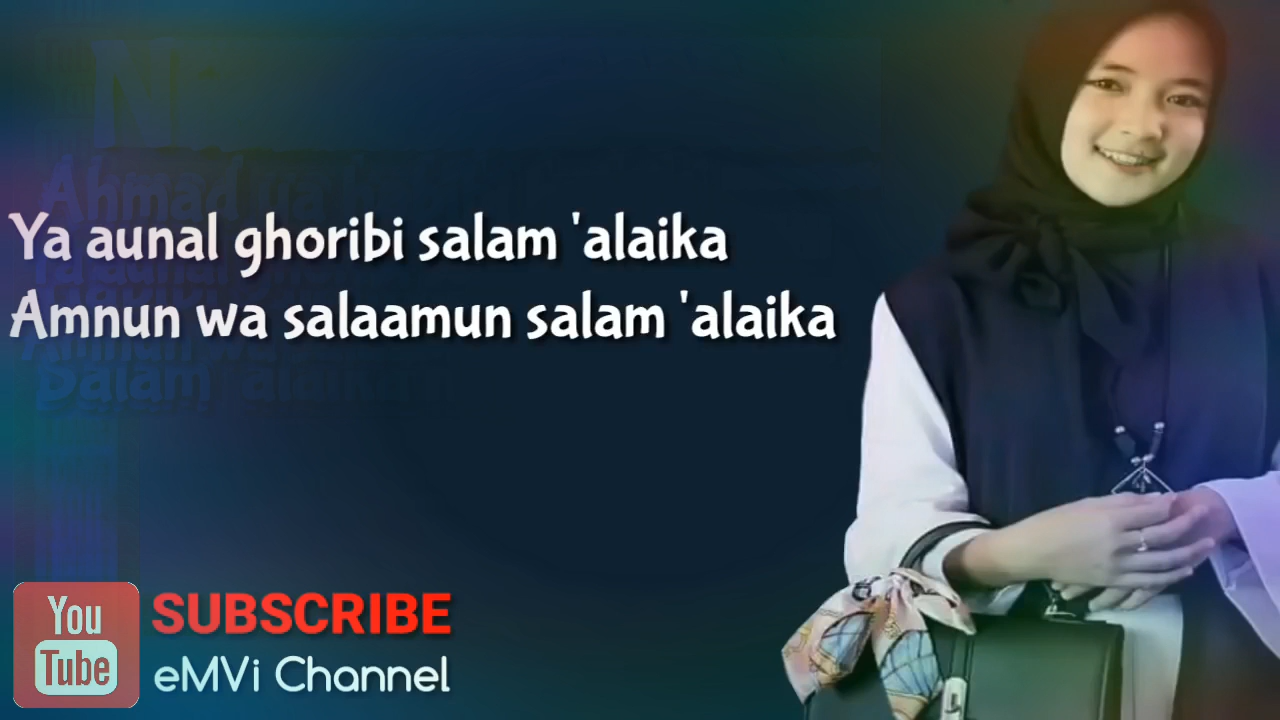 Ya aunal ghoribi salam 'alaika
Amnun wa salaamun salam 'alaika
You
Tube
SUBSCRIBE
eMVi Channel